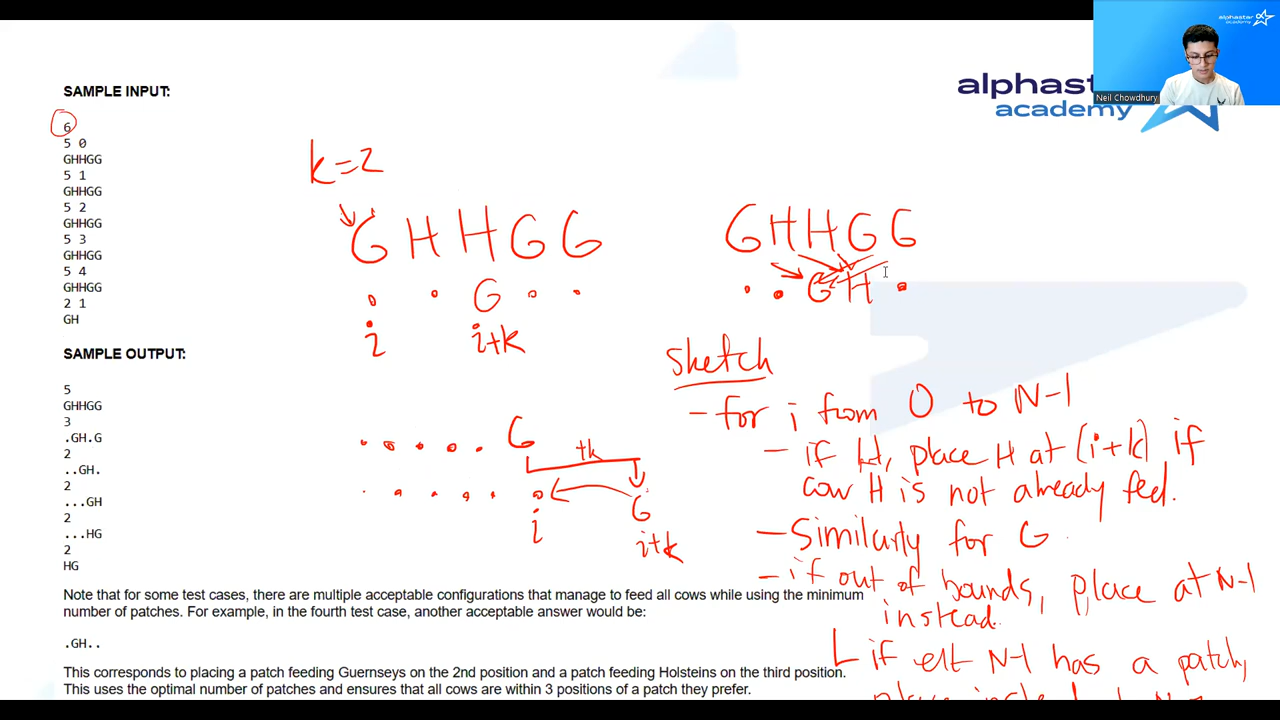 alphastar
academy
Neil Chowdhury
alphast
academy
SAMPLE INPUT:
6
5 0
GHHGG
5 1
GHHGG
5 2
GHHGG
5 3
GHHGG
5 4
GHHGG
2 1
GH
SAMPLE OUTPUT:
5
GHHGG
3
.GH.G
2
..GH.
2
...GH
2
...HG
2
HG
Note that for some test cases, there are multiple acceptable configurations that manage to feed all cows while using the minimum
number of patches. For example, in the fourth test case, another acceptable answer would be:
.GH..
This corresponds to placing a patch feeding Guernseys on the 2nd position and a patch feeding Holsteins on the third position.
This uses the optimal number of patches and ensures that all cows are within 3 positions of a patch they prefer.
k=2
G H H G G
. . G . .
i i+k
G H H G G
. . G H .
. . . . . G
+k
. . . . . G
i i+k
Sketch
- for i from 0 to N-1
- if H, place H at (i+k) if
cow H is not already feed.
- Similarly for G
- if out of bounds, place at N-1
instead.
if elt N-1 has a patch,